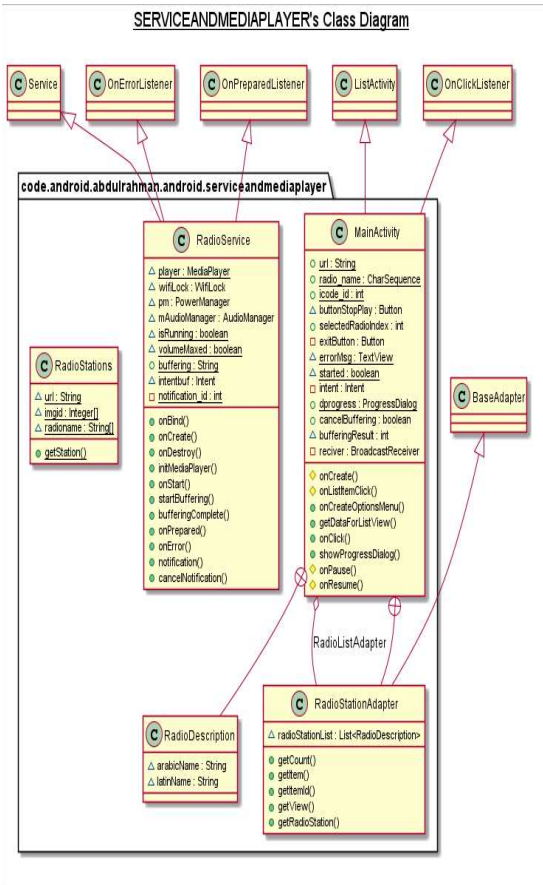 SERVICEANDMEDIAPLAYER's Class Diagram
C Service
C OnErrorListener
C OnPreparedListener
C ListActivity
C OnClickListener
code.android.abdulrahman.android.serviceandmediaplayer
C RadioService
player : MediaPlayer
wifiLock : WifiLock
pm : PowerManager
mAudioManager : AudioManager
isRunning : boolean
volumeMaxed : boolean
buffering : String
intentbuf : Intent
notification_id : int
onBind()
onCreate()
onDestroy()
initMediaPlayer()
onStart()
startBuffering()
bufferingComplete()
onPrepared()
onError()
notification()
cancelNotification()
C MainActivity
url : String
radio_name : CharSequence
icode_id : int
buttonStopPlay : Button
selectedRadioIndex : int
exitButton : Button
errorMsg : TextView
started : boolean
intent : Intent
dprogress : ProgressDialog
cancelBuffering : boolean
bufferingResult : int
reciver : BroadcastReceiver
onCreate()
onListItemClick()
onCreateOptionsMenu()
getDataForListView()
onClick()
showProgressDialog()
onPause()
onResume()
C RadioStations
url : String
imgid : Integer[]
radioname : String[]
getStation()
C BaseAdapter
RadioListAdapter
C RadioDescription
arabicName : String
latinName : String
C RadioStationAdapter
radioStationList : List<RadioDescription>
getCount()
getItem()
getItemId()
getView()
getRadioStation()